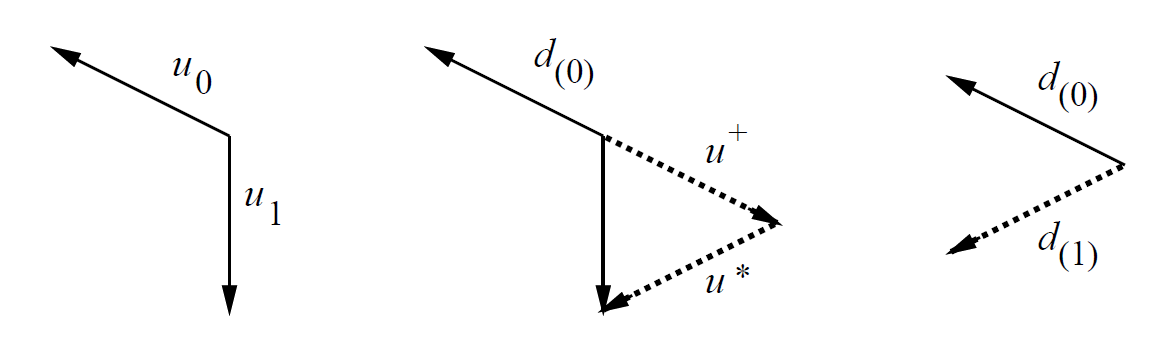 u0
u1
d(0)
u+
u*
d(0)
d(1)